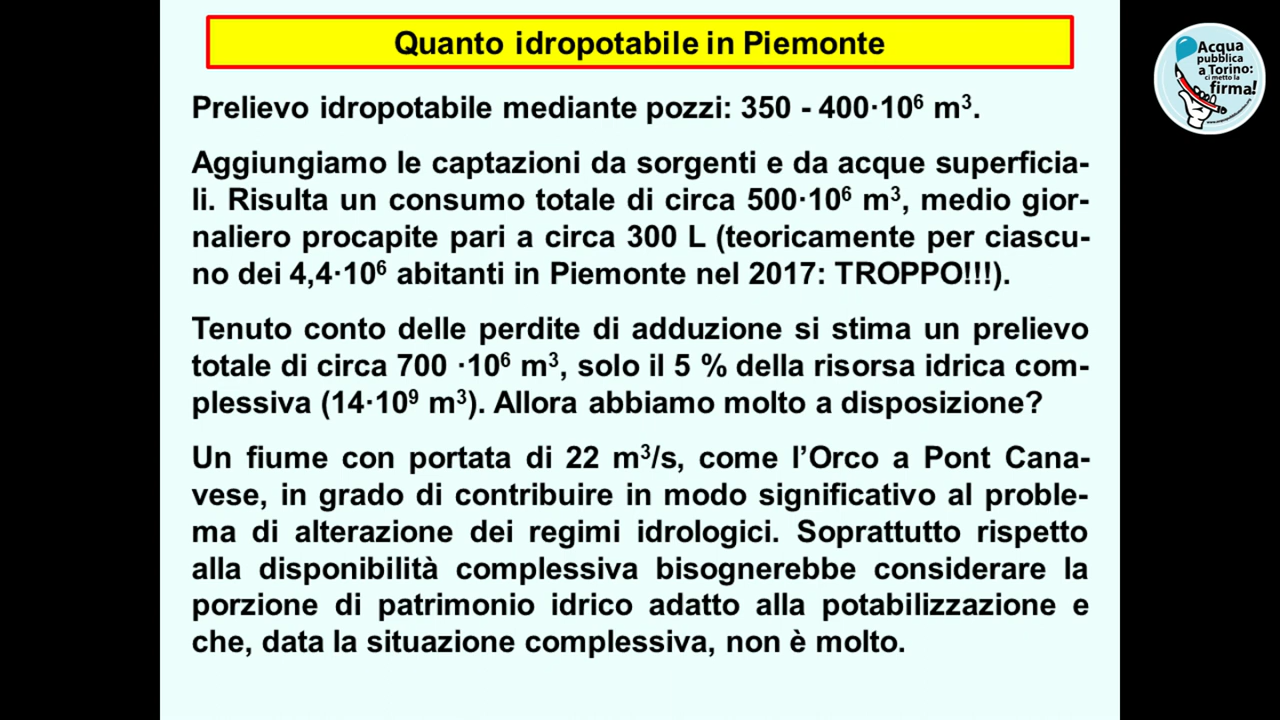 Quanto idropotabile in Piemonte
Prelievo idropotabile mediante pozzi: 350 - 400·10⁶ m³.
Aggiungiamo le captazioni da sorgenti e da acque superficia-
li. Risulta un consumo totale di circa 500·10⁶ m³, medio gior-
naliero procapite pari a circa 300 L (teoricamente per ciascu-
no dei 4,4·10⁶ abitanti in Piemonte nel 2017: TROPPO!!!).
Tenuto conto delle perdite di adduzione si stima un prelievo
totale di circa 700 ·10⁶ m³, solo il 5 % della risorsa idrica com-
plessiva (14·10⁹ m³). Allora abbiamo molto a disposizione?
Un fiume con portata di 22 m³/s, come l’Orco a Pont Cana-
vese, in grado di contribuire in modo significativo al proble-
ma di alterazione dei regimi idrologici. Soprattutto rispetto
alla disponibilità complessiva bisognerebbe considerare la
porzione di patrimonio idrico adatto alla potabilizzazione e
che, data la situazione complessiva, non è molto.
Acqua
pubblica
a Torino:
ci metto la
firma!